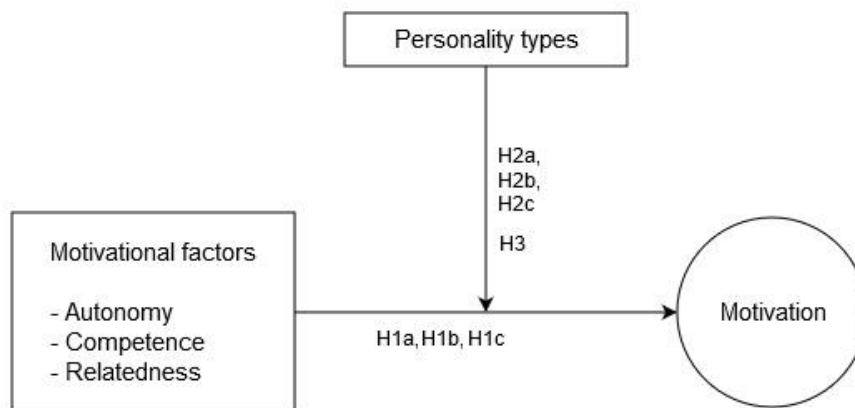 Personality types
H2a,
H2b,
H2c
H3
Motivational factors
- Autonomy
- Competence
- Relatedness
Motivation
H1a, H1b, H1c